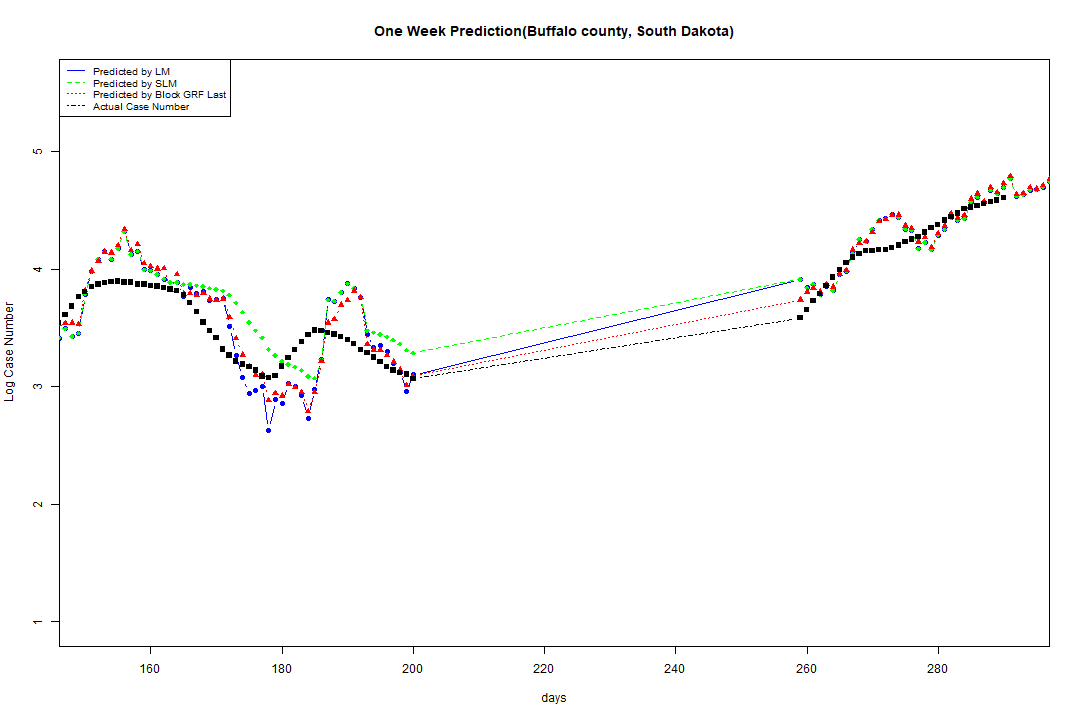 One Week Prediction(Buffalo county, South Dakota)
Predicted by LM
Predicted by SLM
Predicted by Block GRF Last
Actual Case Number
5
4
3
2
1
Log Case Number
160 180 200 220 240 260 280
days